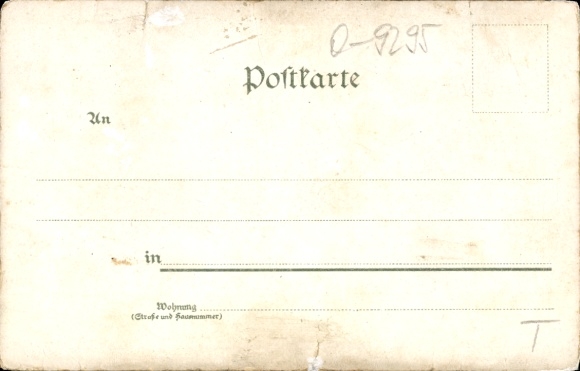 D-9295
Poſtkarte
An
in
Wohnung
(Straße und Hausnummer)
T